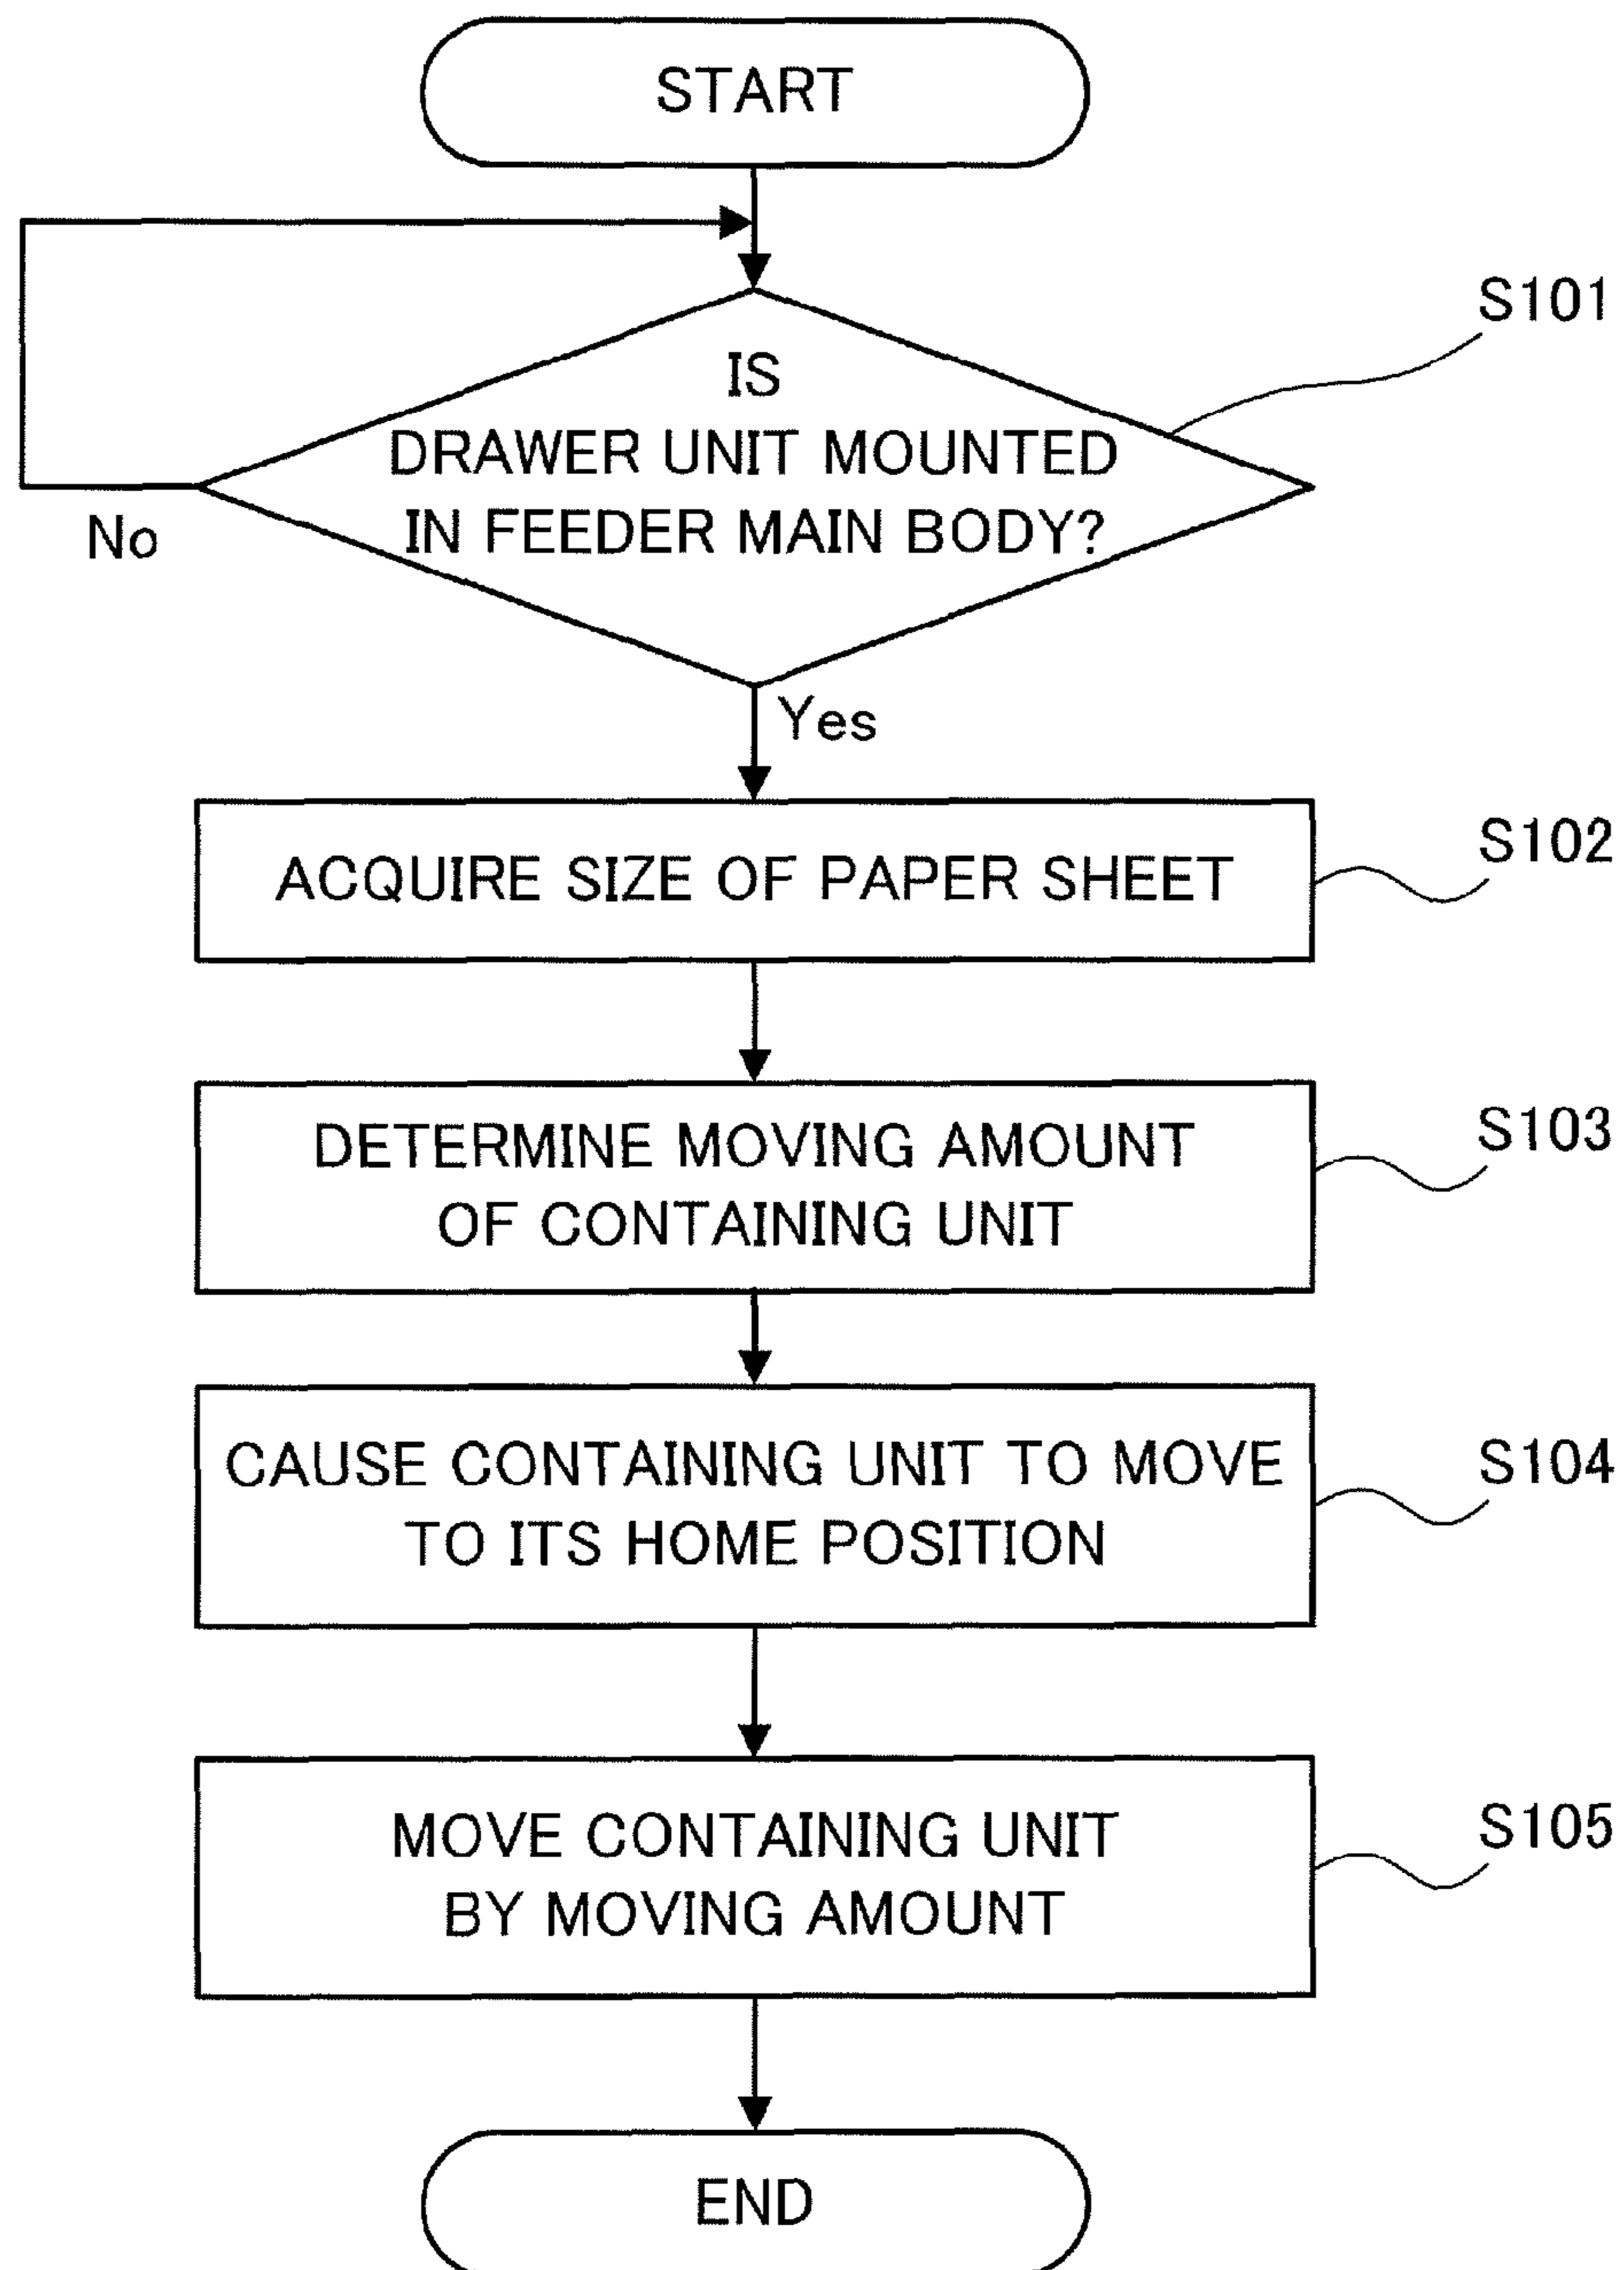 START
S101
IS
DRAWER UNIT MOUNTED
IN FEEDER MAIN BODY?
No
Yes
ACQUIRE SIZE OF PAPER SHEET
S102
DETERMINE MOVING AMOUNT
OF CONTAINING UNIT
S103
CAUSE CONTAINING UNIT TO MOVE
TO ITS HOME POSITION
S104
MOVE CONTAINING UNIT
BY MOVING AMOUNT
S105
END